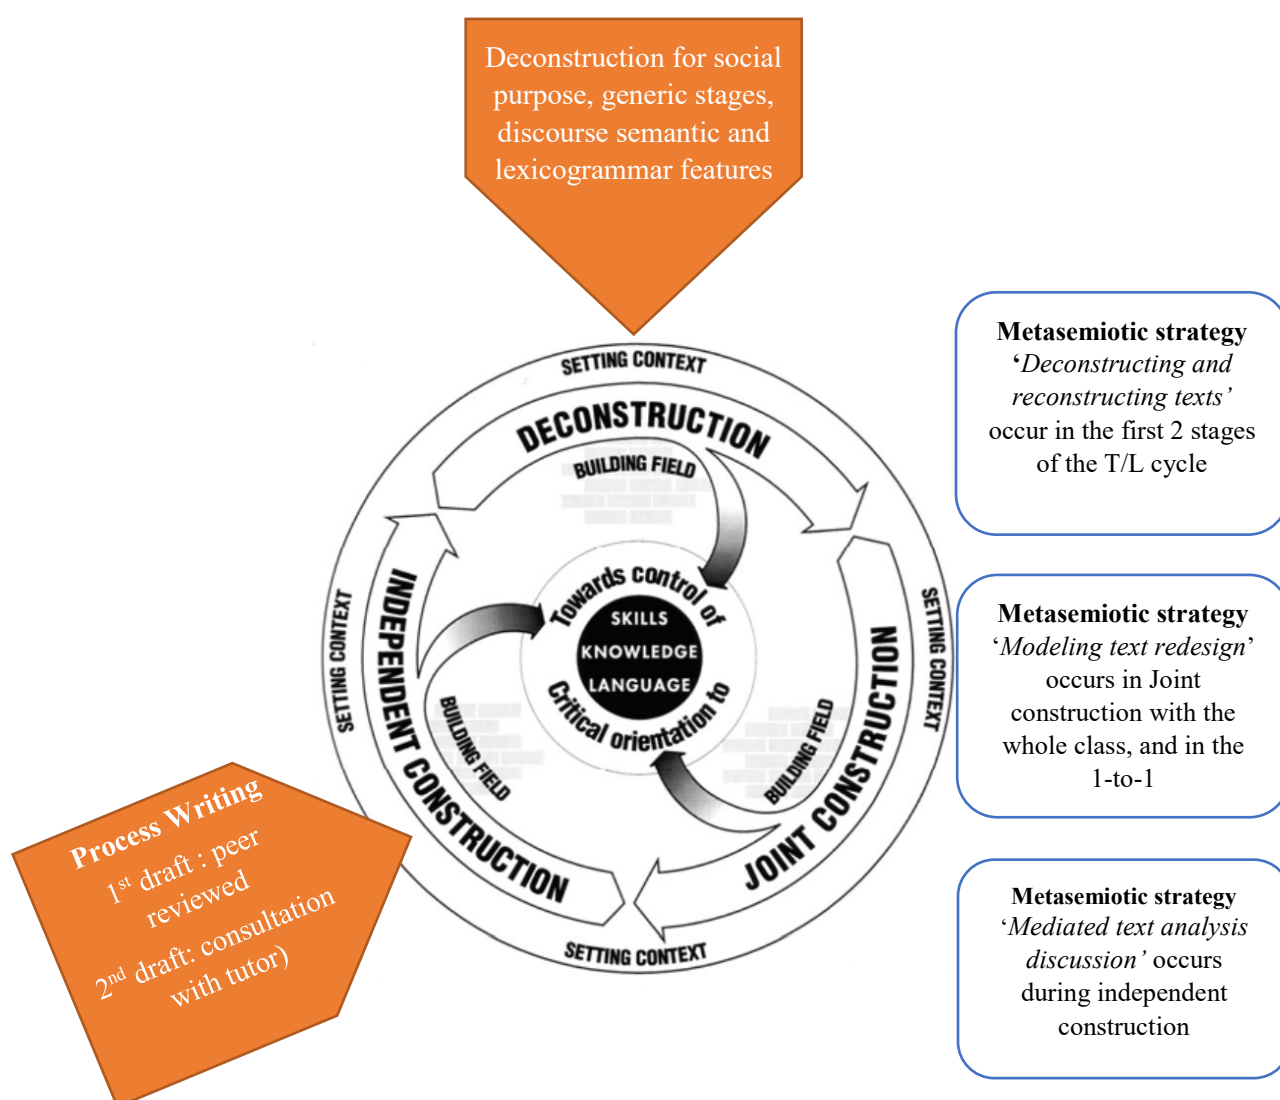 Deconstruction for social
purpose, generic stages,
discourse semantic and
lexicogrammar features
SETTING CONTEXT
DECONSTRUCTION
BUILDING FIELD
INDEPENDENT CONSTRUCTION
SETTING CONTEXT
BUILDING FIELD
Towards control of
SKILLS
KNOWLEDGE
LANGUAGE
Critical orientation to
BUILDING FIELD
JOINT CONSTRUCTION
SETTING CONTEXT
SETTING CONTEXT
Metasemiotic strategy
‘Deconstructing and
reconstructing texts’
occur in the first 2 stages
of the T/L cycle
Metasemiotic strategy
‘Modeling text redesign’
occurs in Joint
construction with the
whole class, and in the
1-to-1
Metasemiotic strategy
‘Mediated text analysis
discussion’ occurs
during independent
construction
Process Writing
1st draft : peer
reviewed
2nd draft: consultation
with tutor)